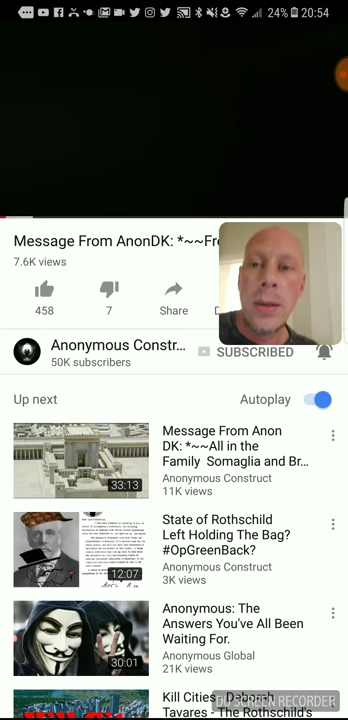 24% 20:54
Message From AnonDK: *~~Fr
7.6K views
458
7
Share
D
Anonymous Constr...
50K subscribers
SUBSCRIBED
Up next
Autoplay
Message From Anon
DK: *~~All in the
Family Somaglia and Br...
Anonymous Construct
11K views
33:13
State of Rothschild
Left Holding The Bag?
#OpGreenBack?
Anonymous Construct
3K views
12:07
Anonymous: The
Answers You've All Been
Waiting For.
Anonymous Global
21K views
30:01
Kill Cities - Deborah
Tavares - The Rothschild's
DU SCREEN RECORDER